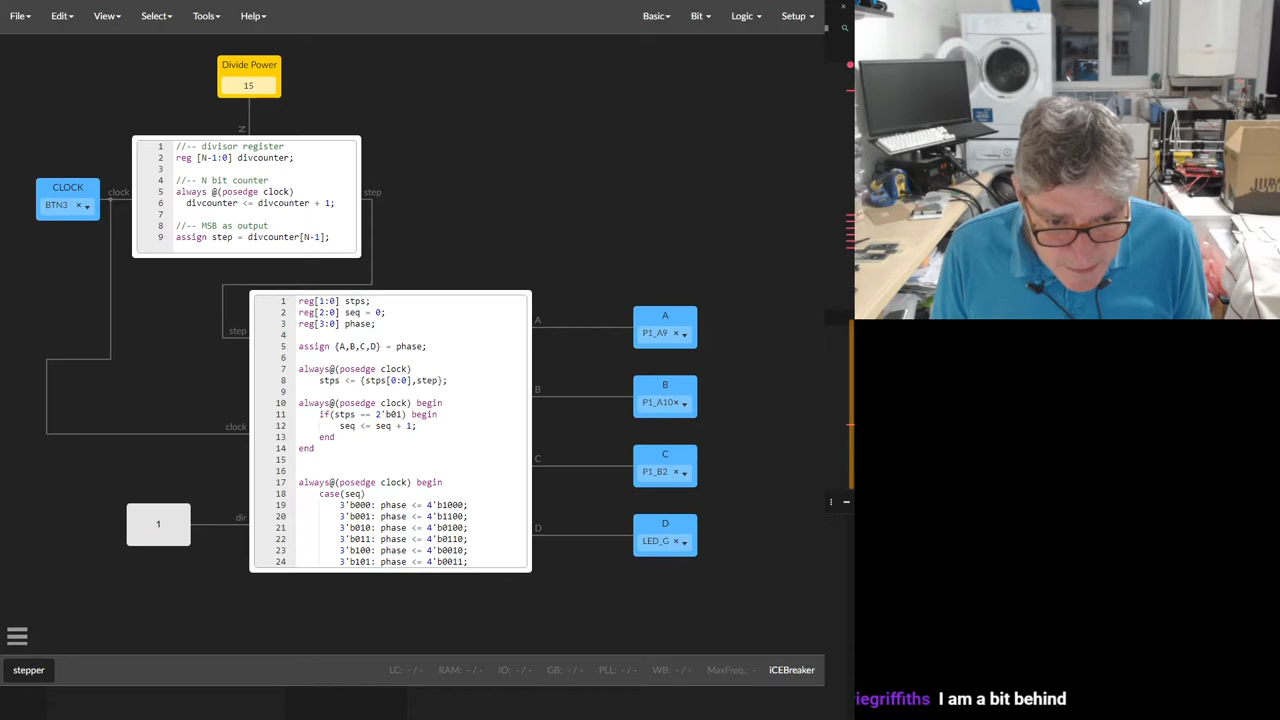 File Edit View Select Tools Help Basic Bit Logic Setup
Divide Power
15
N
1 //-- divisor register
2 reg [N-1:0] divcounter;
3
4 //-- N bit counter
5 always @(posedge clock)
6 divcounter <= divcounter + 1;
7
8 //-- MSB as output
9 assign step = divcounter[N-1];
CLOCK
BTN3
clock
step
step
clock
dir
1
1 reg[1:0] stps;
2 reg[2:0] seq = 0;
3 reg[3:0] phase;
4
5 assign {A,B,C,D} = phase;
6
7 always@(posedge clock)
8 stps <= {stps[0:0],step};
9
10 always@(posedge clock) begin
11 if(stps == 2'b01) begin
12 seq <= seq + 1;
13 end
14 end
15
16
17 always@(posedge clock) begin
18 case(seq)
19 3'b000: phase <= 4'b1000;
20 3'b001: phase <= 4'b1100;
21 3'b010: phase <= 4'b0100;
22 3'b011: phase <= 4'b0110;
23 3'b100: phase <= 4'b0010;
24 3'b101: phase <= 4'b0011;
A
A
P1_A9
B
B
P1_A10
C
C
P1_B2
D
D
LED_G
stepper
LC: - / - RAM: - / - IO: - / - GB: - / - PLL: - / - WB: - / - MaxFreq.: - iCEBreaker
iegriffiths I am a bit behind